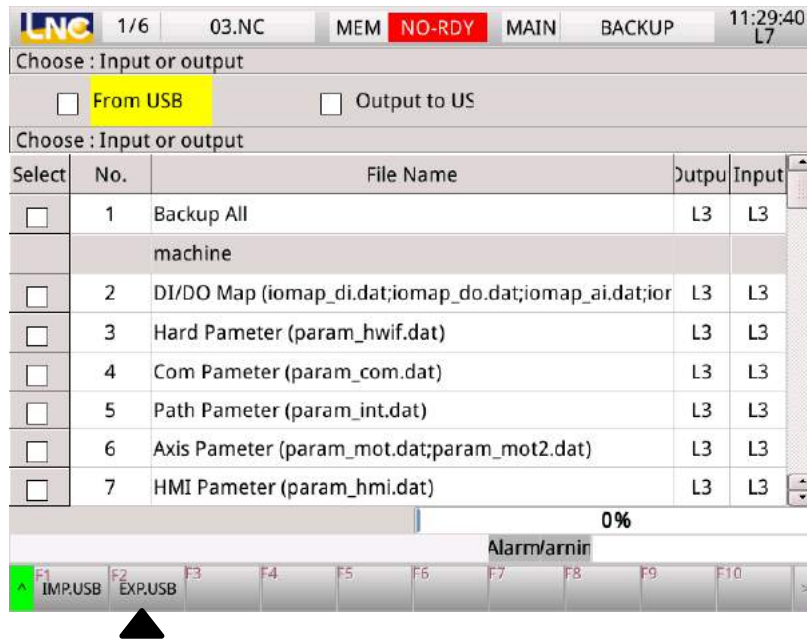 LNC 1/6 03.NC MEM NO-RDY MAIN BACKUP 11:29:40 L7
Choose : Input or output
From USB Output to US
Choose : Input or output
Select No. File Name Outpu Input
1 Backup All L3 L3
machine
2 DI/DO Map (iomap_di.dat;iomap_do.dat;iomap_ai.dat;ior L3 L3
3 Hard Pameter (param_hwif.dat) L3 L3
4 Com Pameter (param_com.dat) L3 L3
5 Path Pameter (param_int.dat) L3 L3
6 Axis Pameter (param_mot.dat;param_mot2.dat) L3 L3
7 HMI Pameter (param_hmi.dat) L3 L3
0%
Alarm/arnin
^ F1 IMP.USB F2 EXP.USB F3 F4 F5 F6 F7 F8 F9 F10 >